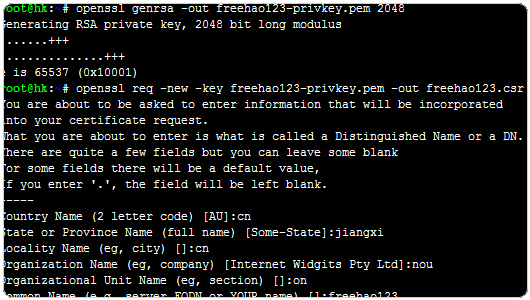 root@hk:~# openssl genrsa -out freehao123-privkey.pem 2048
Generating RSA private key, 2048 bit long modulus
.......+++
...............+++
e is 65537 (0x10001)
root@hk:~# openssl req -new -key freehao123-privkey.pem -out freehao123.csr
You are about to be asked to enter information that will be incorporated
into your certificate request.
What you are about to enter is what is called a Distinguished Name or a DN.
There are quite a few fields but you can leave some blank
For some fields there will be a default value,
If you enter '.', the field will be left blank.
-----
Country Name (2 letter code) [AU]:cn
State or Province Name (full name) [Some-State]:jiangxi
Locality Name (eg, city) []:cn
Organization Name (eg, company) [Internet Widgits Pty Ltd]:nou
Organizational Unit Name (eg, section) []:on
Common Name (e.g. server FQDN or YOUR name) []:freehao123